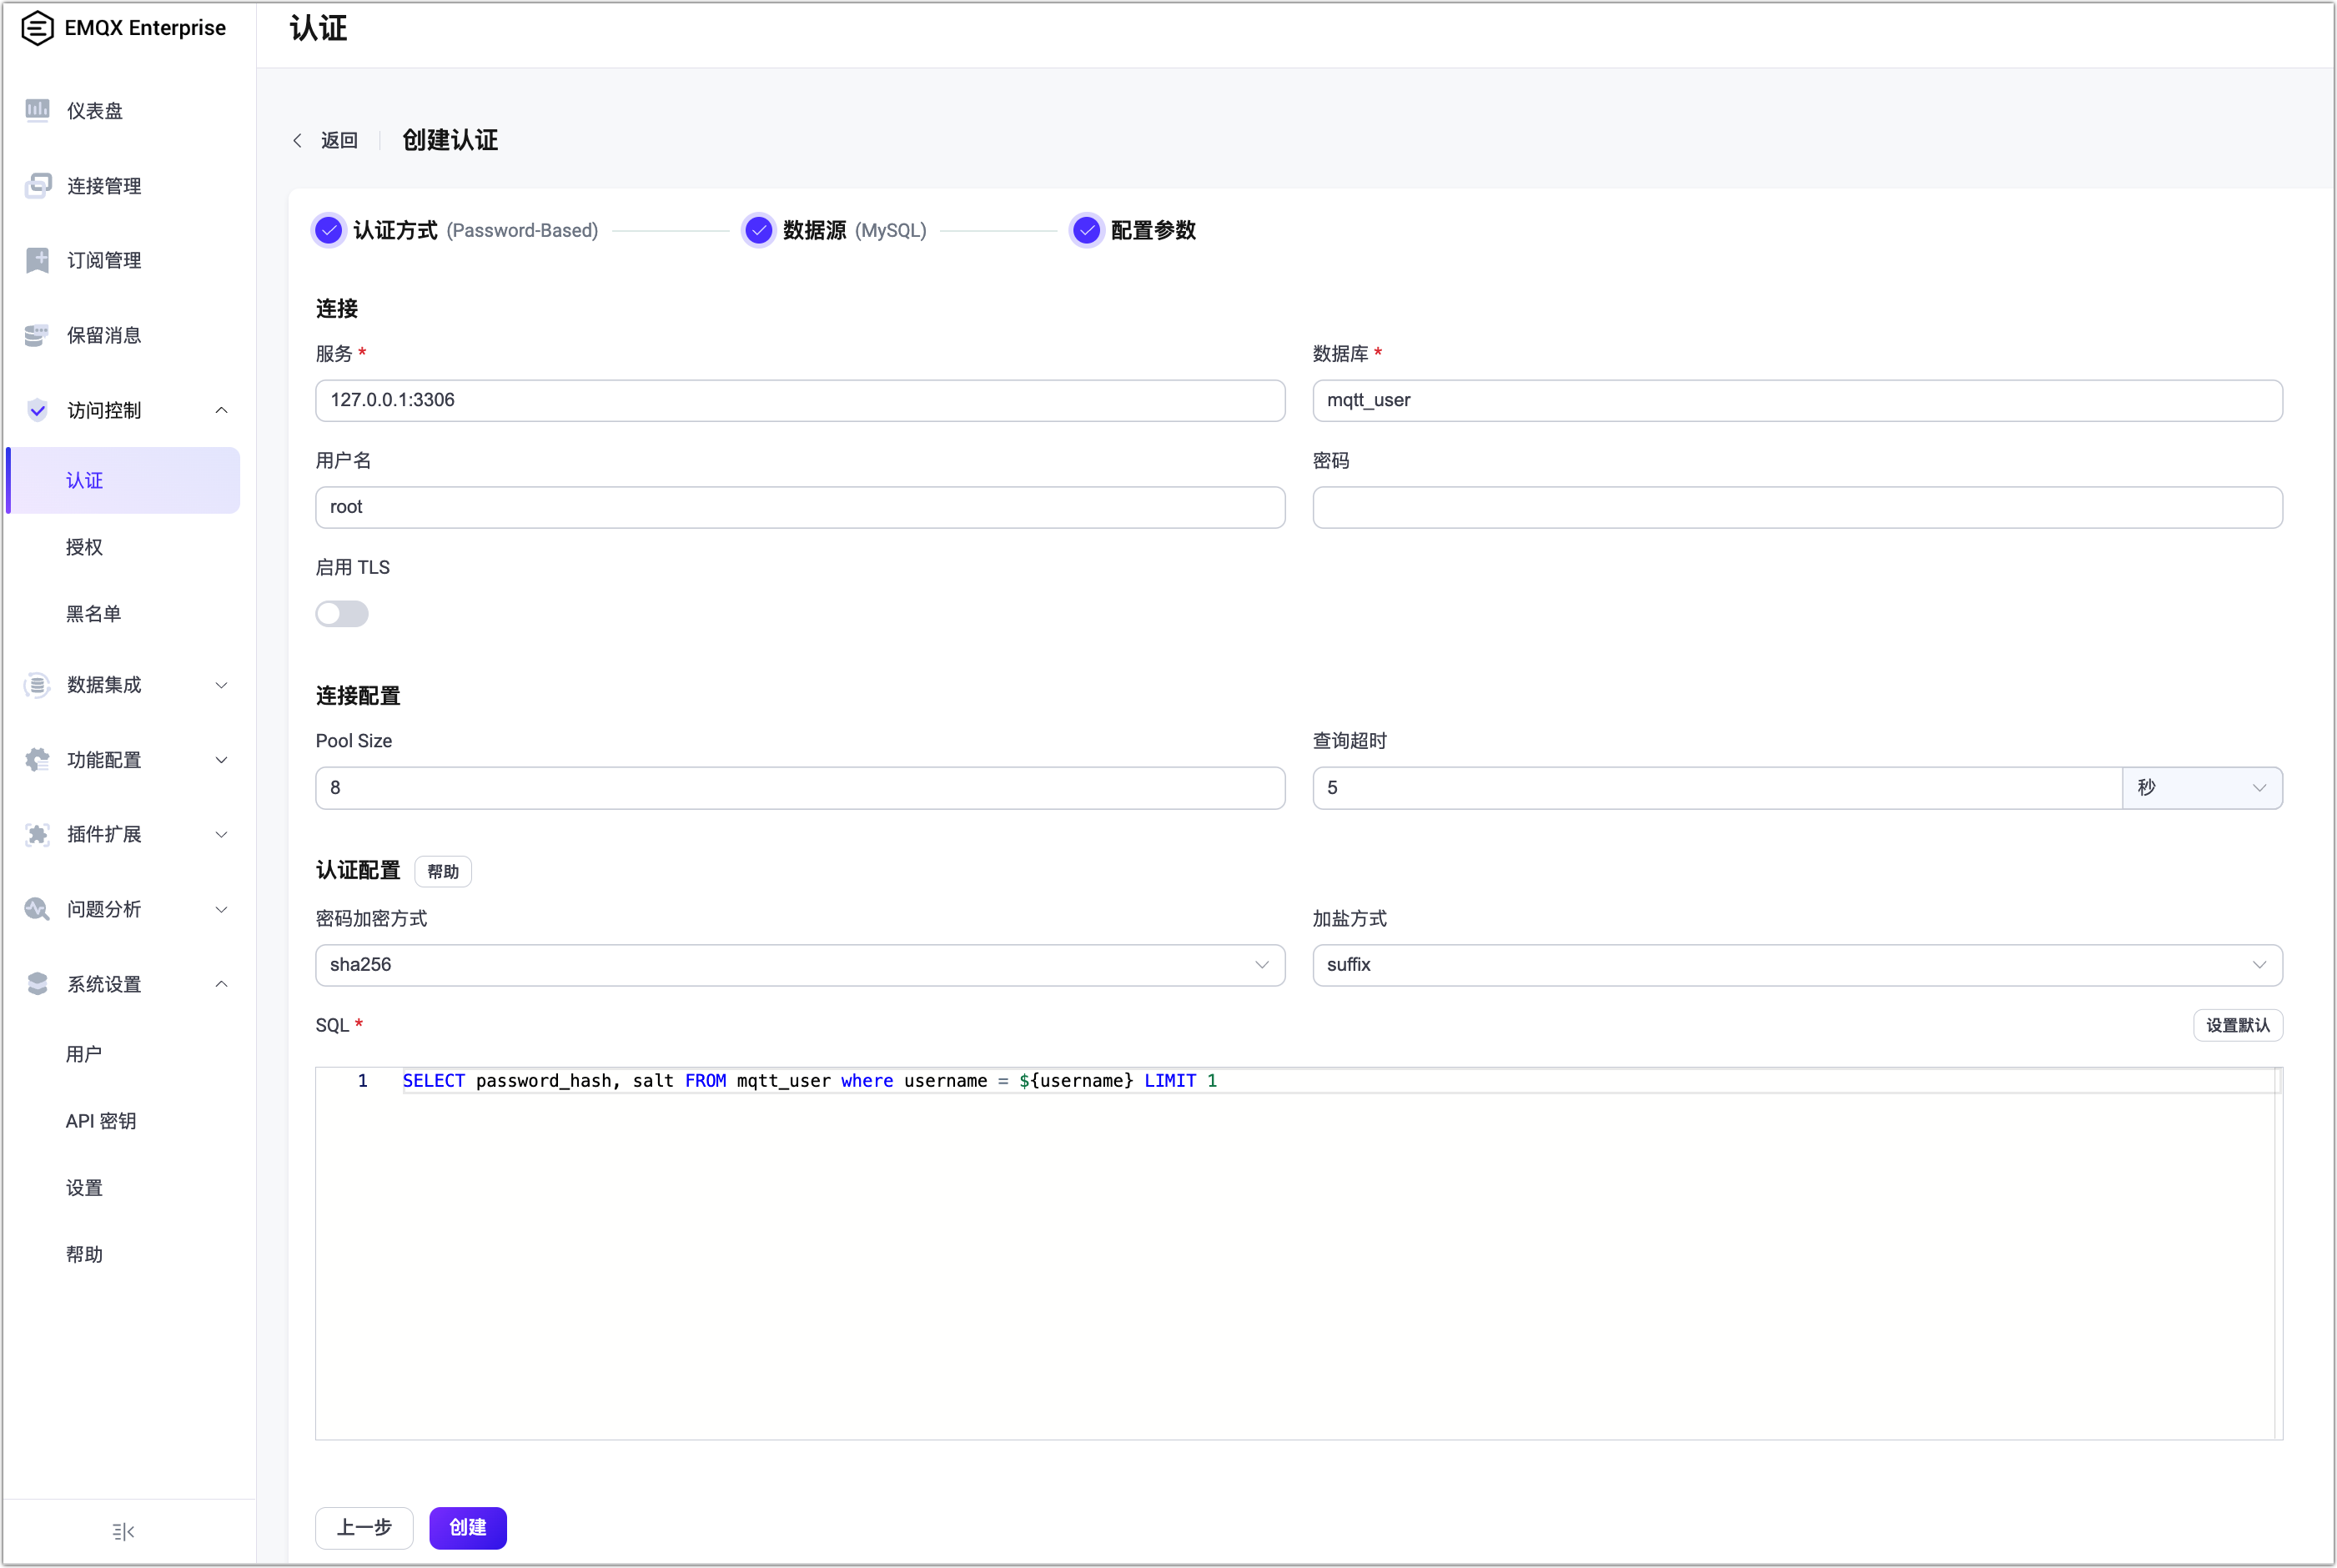 EMQX Enterprise
仪表盘
连接管理
订阅管理
保留消息
访问控制
认证
授权
黑名单
数据集成
功能配置
插件扩展
问题分析
系统设置
用户
API 密钥
设置
帮助
认证
返回 创建认证
认证方式 (Password-Based) 数据源 (MySQL) 配置参数
连接
服务 * 数据库 *
127.0.0.1:3306 mqtt_user
用户名 密码
root
启用 TLS
连接配置
Pool Size 查询超时
8 5 秒
认证配置 帮助
密码加密方式 加盐方式
sha256 suffix
SQL * 设置默认
1 SELECT password_hash, salt FROM mqtt_user where username = ${username} LIMIT 1
上一步 创建